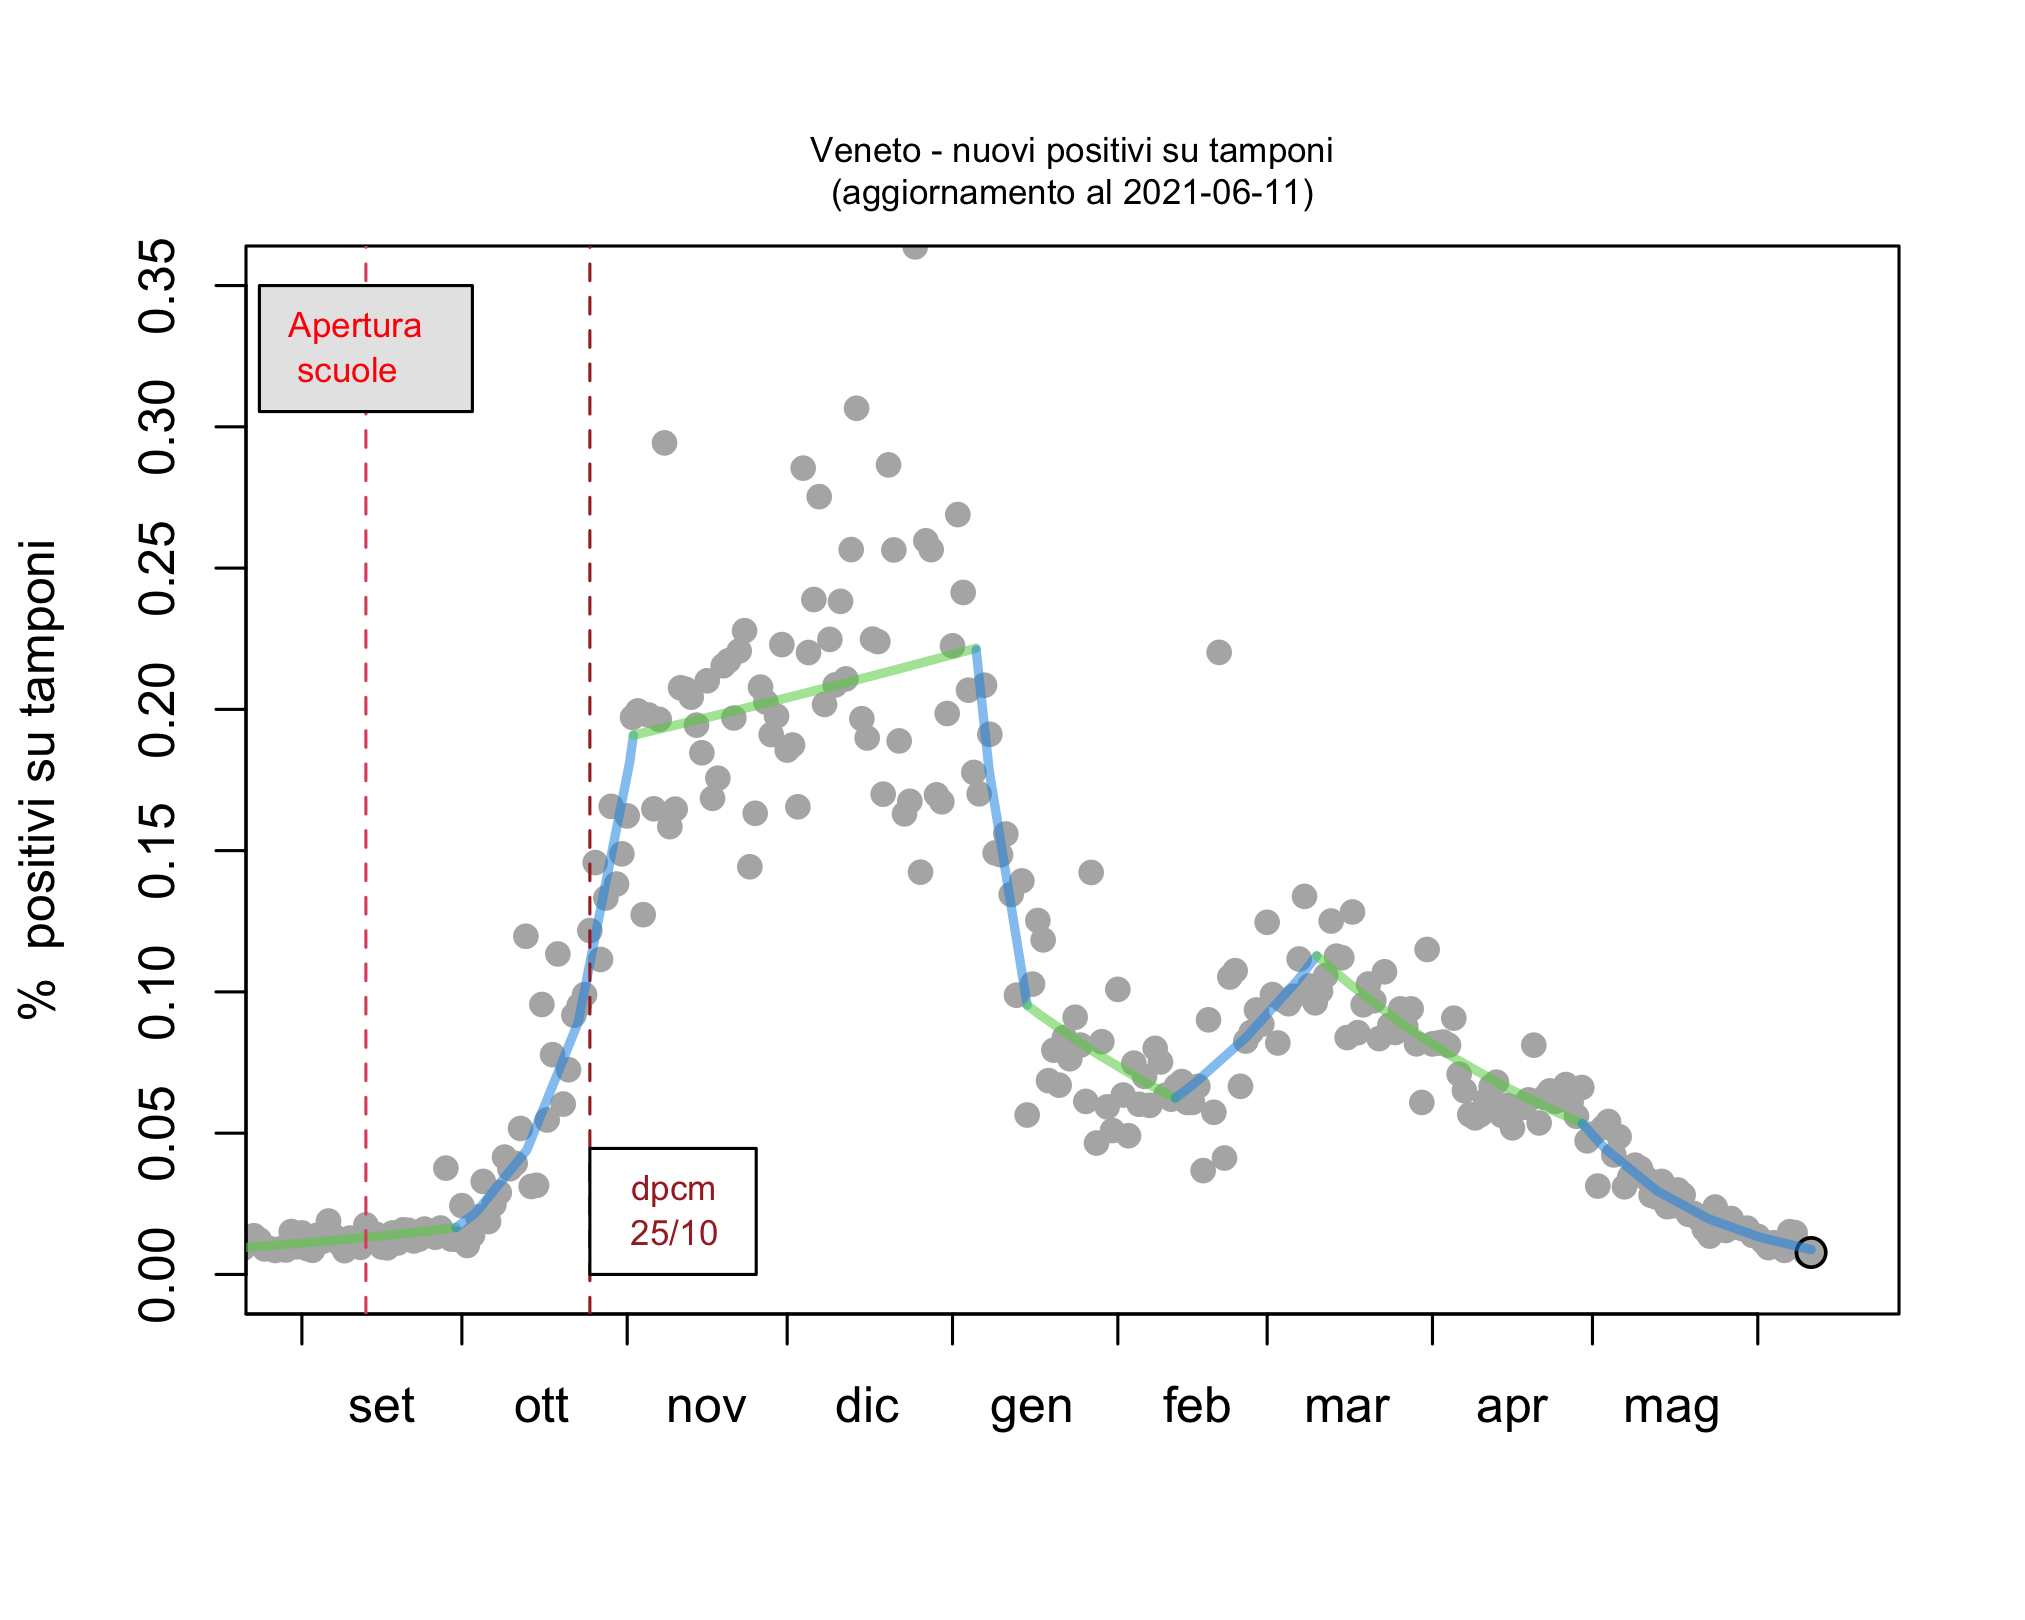 Veneto - nuovi positivi su tamponi
(aggiornamento al 2021-06-11)
% positivi su tamponi
0.35
0.30
0.25
0.20
0.15
0.10
0.05
0.00
Apertura
scuole
dpcm
25/10
set ott nov dic gen feb mar apr mag